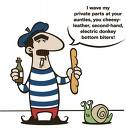 I wave my
private parts at your
aunties, you cheesy-
leather, second-hand,
electric donkey
bottom biters!